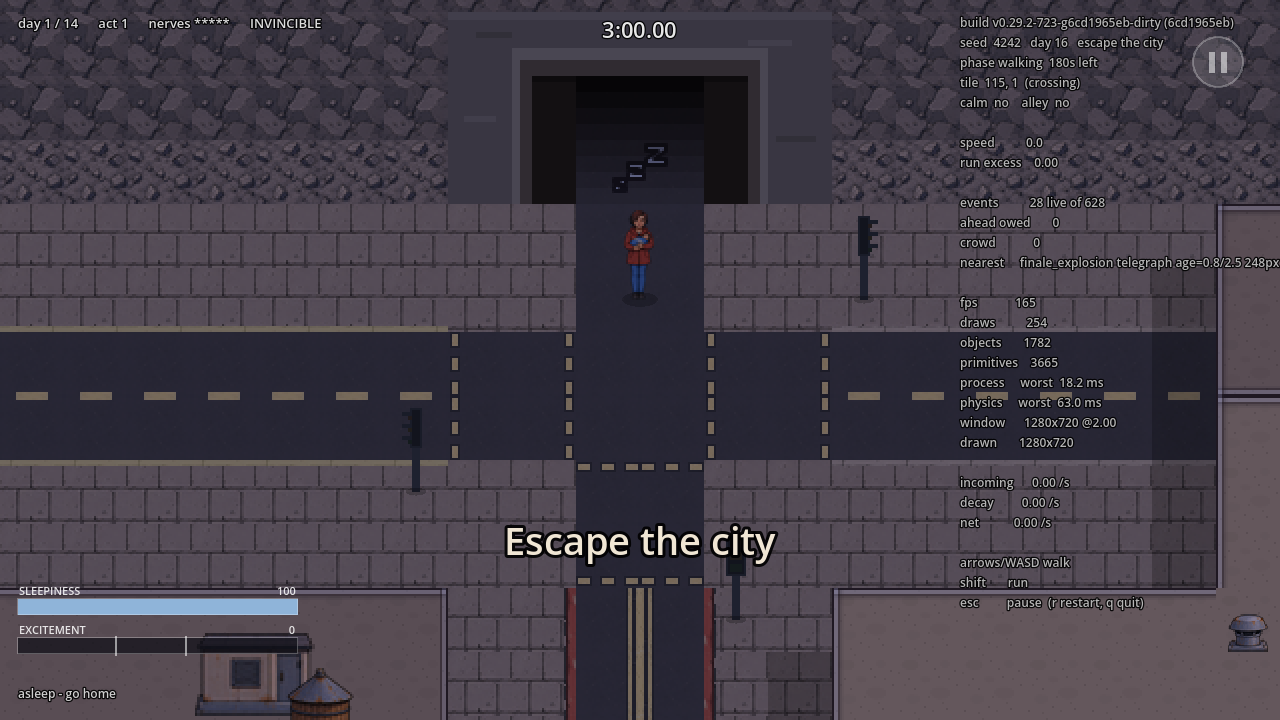 day 1 / 14 act 1 nerves ***** INVINCIBLE
3:00.00
build v0.29.2-723-g6cd1965eb-dirty (6cd1965eb)
seed 4242 day 16 escape the city
phase walking 180s left
tile 115, 1 (crossing)
calm no alley no
speed 0.0
run excess 0.00
events 28 live of 628
ahead owed 0
crowd 0
nearest finale_explosion telegraph age=0.8/2.5 248px
fps 165
draws 254
objects 1782
primitives 3665
process worst 18.2 ms
physics worst 63.0 ms
window 1280x720 @2.00
drawn 1280x720
incoming 0.00 /s
decay 0.00 /s
net 0.00 /s
arrows/WASD walk
shift run
esc pause (r restart, q quit)
z z Z
Escape the city
SLEEPINESS 100
EXCITEMENT 0
asleep - go home